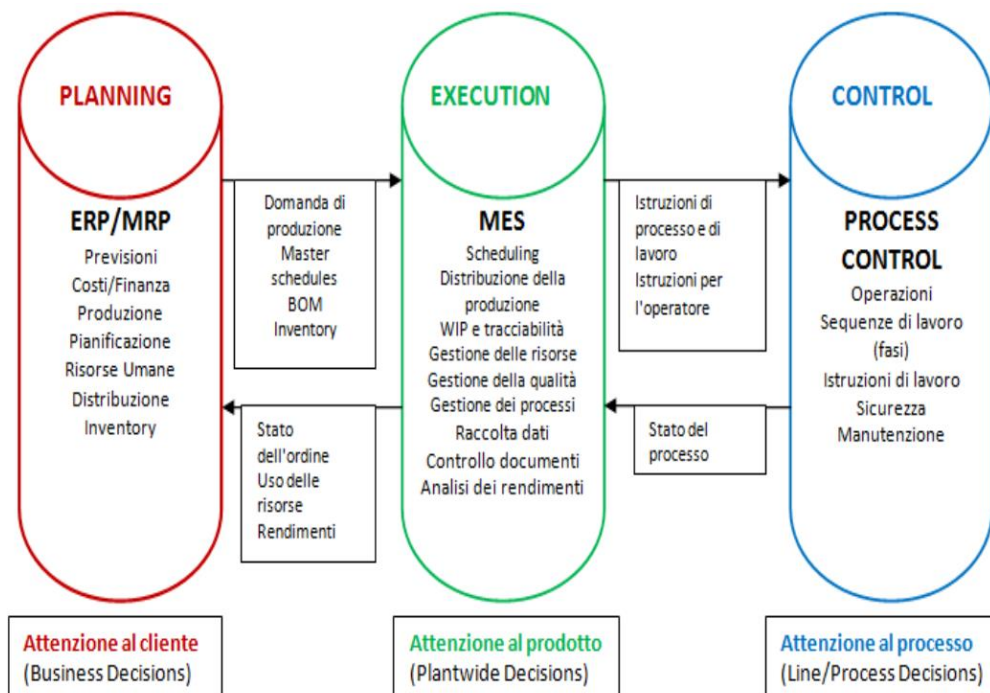 PLANNING
ERP/MRP
Previsioni
Costi/Finanza
Produzione
Pianificazione
Risorse Umane
Distribuzione
Inventory
Domanda di
produzione
Master
schedules
BOM
Inventory
Stato
dell'ordine
Uso delle
risorse
Rendimenti
EXECUTION
MES
Scheduling
Distribuzione della
produzione
WIP e tracciabilità
Gestione delle risorse
Gestione della qualità
Gestione dei processi
Raccolta dati
Controllo documenti
Analisi dei rendimenti
Istruzioni di
processo e di
lavoro
Istruzioni per
l'operatore
Stato del
processo
CONTROL
PROCESS
CONTROL
Operazioni
Sequenze di lavoro
(fasi)
Istruzioni di lavoro
Sicurezza
Manutenzione
Attenzione al cliente
(Business Decisions)
Attenzione al prodotto
(Plantwide Decisions)
Attenzione al processo
(Line/Process Decisions)